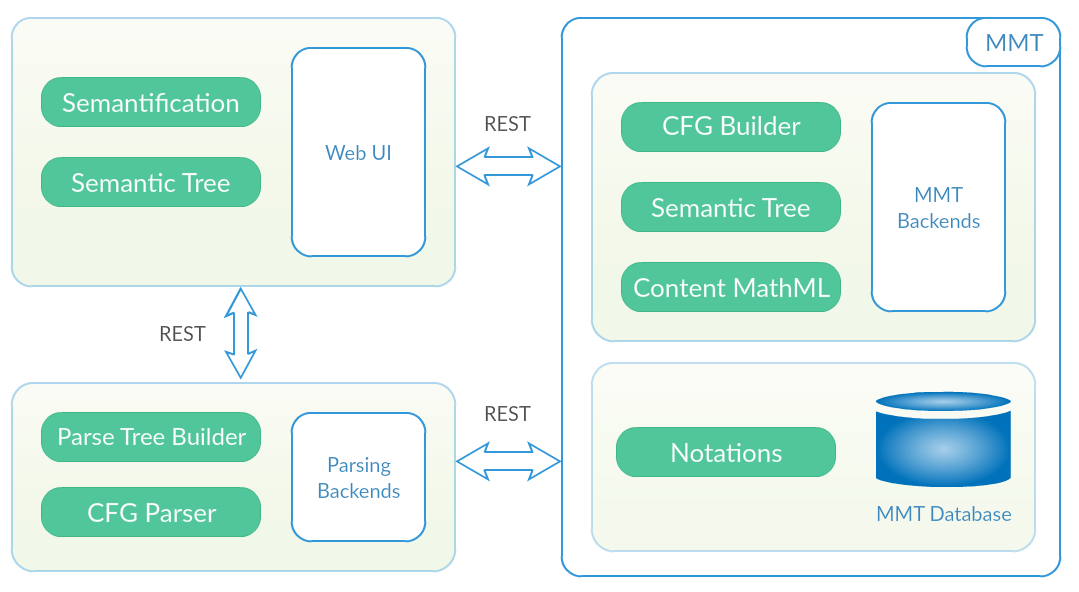 Semantification
Semantic Tree
Web UI
REST
MMT
CFG Builder
Semantic Tree
Content MathML
MMT
Backends
REST
Parse Tree Builder
CFG Parser
Parsing
Backends
REST
Notations
MMT Database